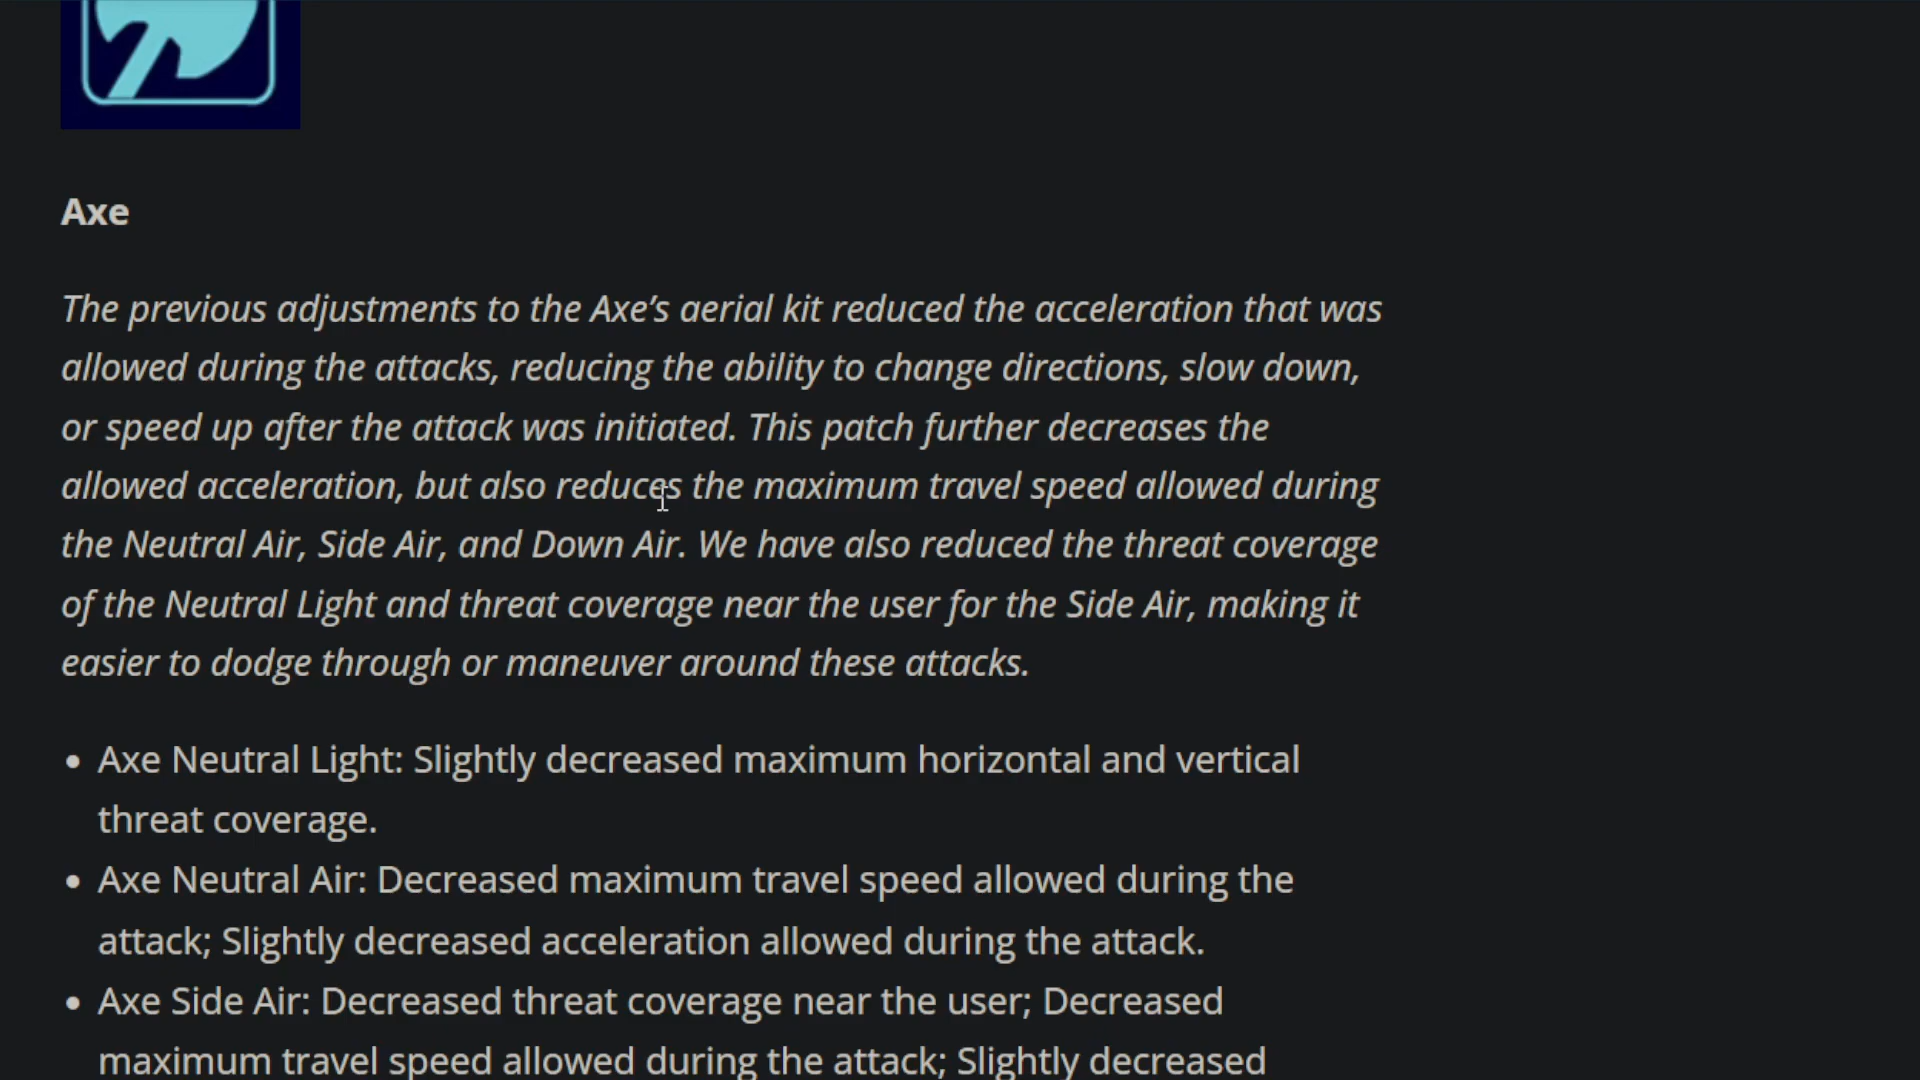 Axe
The previous adjustments to the Axe’s aerial kit reduced the acceleration that was
allowed during the attacks, reducing the ability to change directions, slow down,
or speed up after the attack was initiated. This patch further decreases the
allowed acceleration, but also reduces the maximum travel speed allowed during
the Neutral Air, Side Air, and Down Air. We have also reduced the threat coverage
of the Neutral Light and threat coverage near the user for the Side Air, making it
easier to dodge through or maneuver around these attacks.
• Axe Neutral Light: Slightly decreased maximum horizontal and vertical
threat coverage.
• Axe Neutral Air: Decreased maximum travel speed allowed during the
attack; Slightly decreased acceleration allowed during the attack.
• Axe Side Air: Decreased threat coverage near the user; Decreased
maximum travel speed allowed during the attack; Slightly decreased